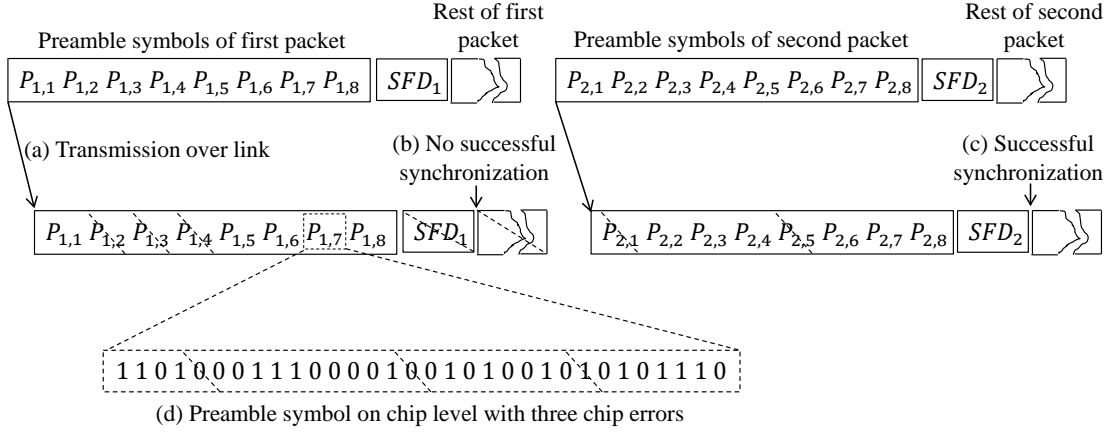 Preamble symbols of first packet
Rest of first
packet
P1,1 P1,2 P1,3 P1,4 P1,5 P1,6 P1,7 P1,8
SFD1
Preamble symbols of second packet
Rest of second
packet
P2,1 P2,2 P2,3 P2,4 P2,5 P2,6 P2,7 P2,8
SFD2
(a) Transmission over link
(b) No successful
synchronization
(c) Successful
synchronization
P1,1 P1,2 P1,3 P1,4 P1,5 P1,6 P1,7 P1,8
SFD1
P2,1 P2,2 P2,3 P2,4 P2,5 P2,6 P2,7 P2,8
SFD2
1 1 0 1 0 0 0 1 1 1 0 0 0 0 1 0 0 1 0 1 0 0 1 0 1 0 1 0 1 1 1 0
(d) Preamble symbol on chip level with three chip errors